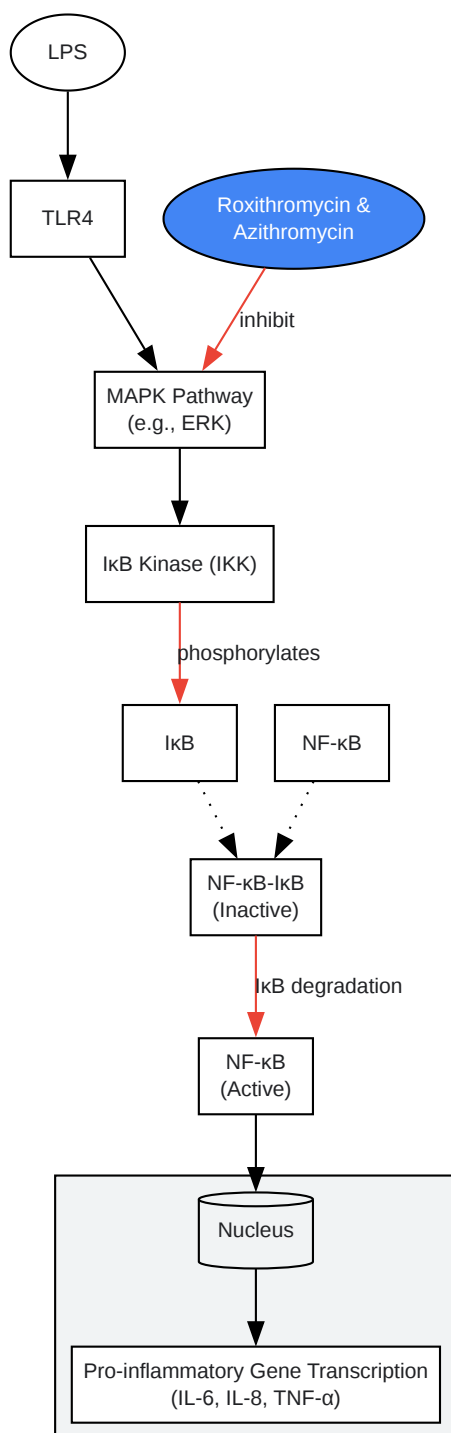 LPS
TLR4
Roxithromycin &
Azithromycin
inhibit
MAPK Pathway
(e.g., ERK)
IκB Kinase (IKK)
phosphorylates
IκB
NF-κB
NF-κB-IκB
(Inactive)
IκB degradation
NF-κB
(Active)
Nucleus
Pro-inflammatory Gene Transcription
(IL-6, IL-8, TNF-α)